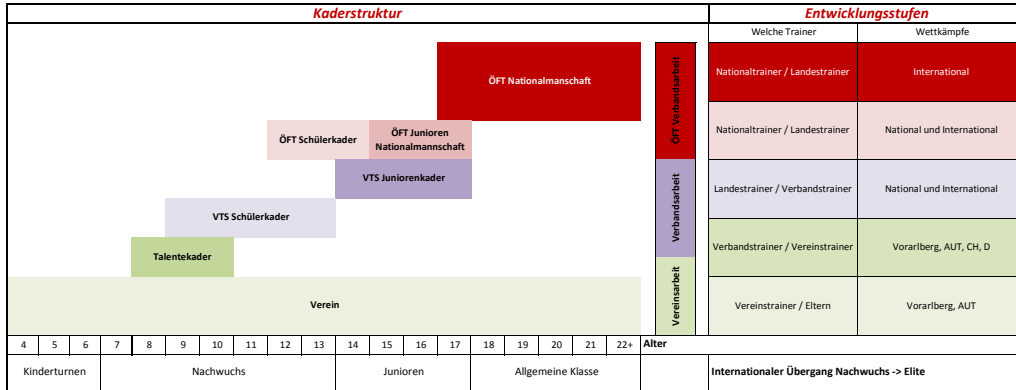 Kaderstruktur
Entwicklungsstufen
Welche Trainer
Wettkämpfe
ÖFT Nationalmanschaft
ÖFT Verbandsarbeit
Nationaltrainer / Landestrainer
International
ÖFT Schülerkader
ÖFT Junioren
Nationalmannschaft
Nationaltrainer / Landestrainer
National und International
VTS Juniorenkader
Verbandsarbeit
Landestrainer / Verbandstrainer
National und International
VTS Schülerkader
Talentekader
Verbandstrainer / Vereinstrainer
Vorarlberg, AUT, CH, D
Verein
Vereinsarbeit
Vereinstrainer / Eltern
Vorarlberg, AUT
4 5 6 7 8 9 10 11 12 13 14 15 16 17 18 19 20 21 22+ Alter
Kinderturnen Nachwuchs Junioren Allgemeine Klasse Internationaler Übergang Nachwuchs -> Elite